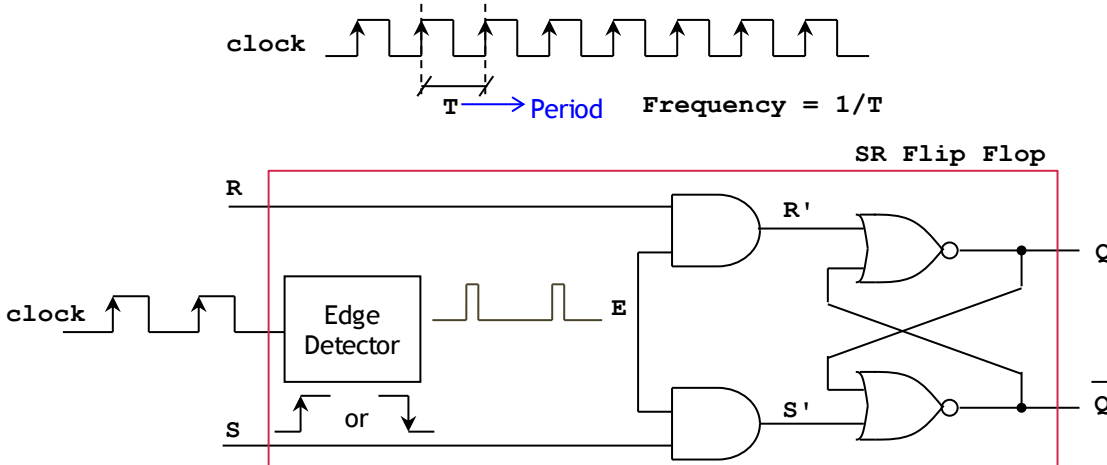 clock
T Period Frequency = 1/T
SR Flip Flop
R
R'
Q
clock
Edge
Detector
E
or
S
S'
Q̅